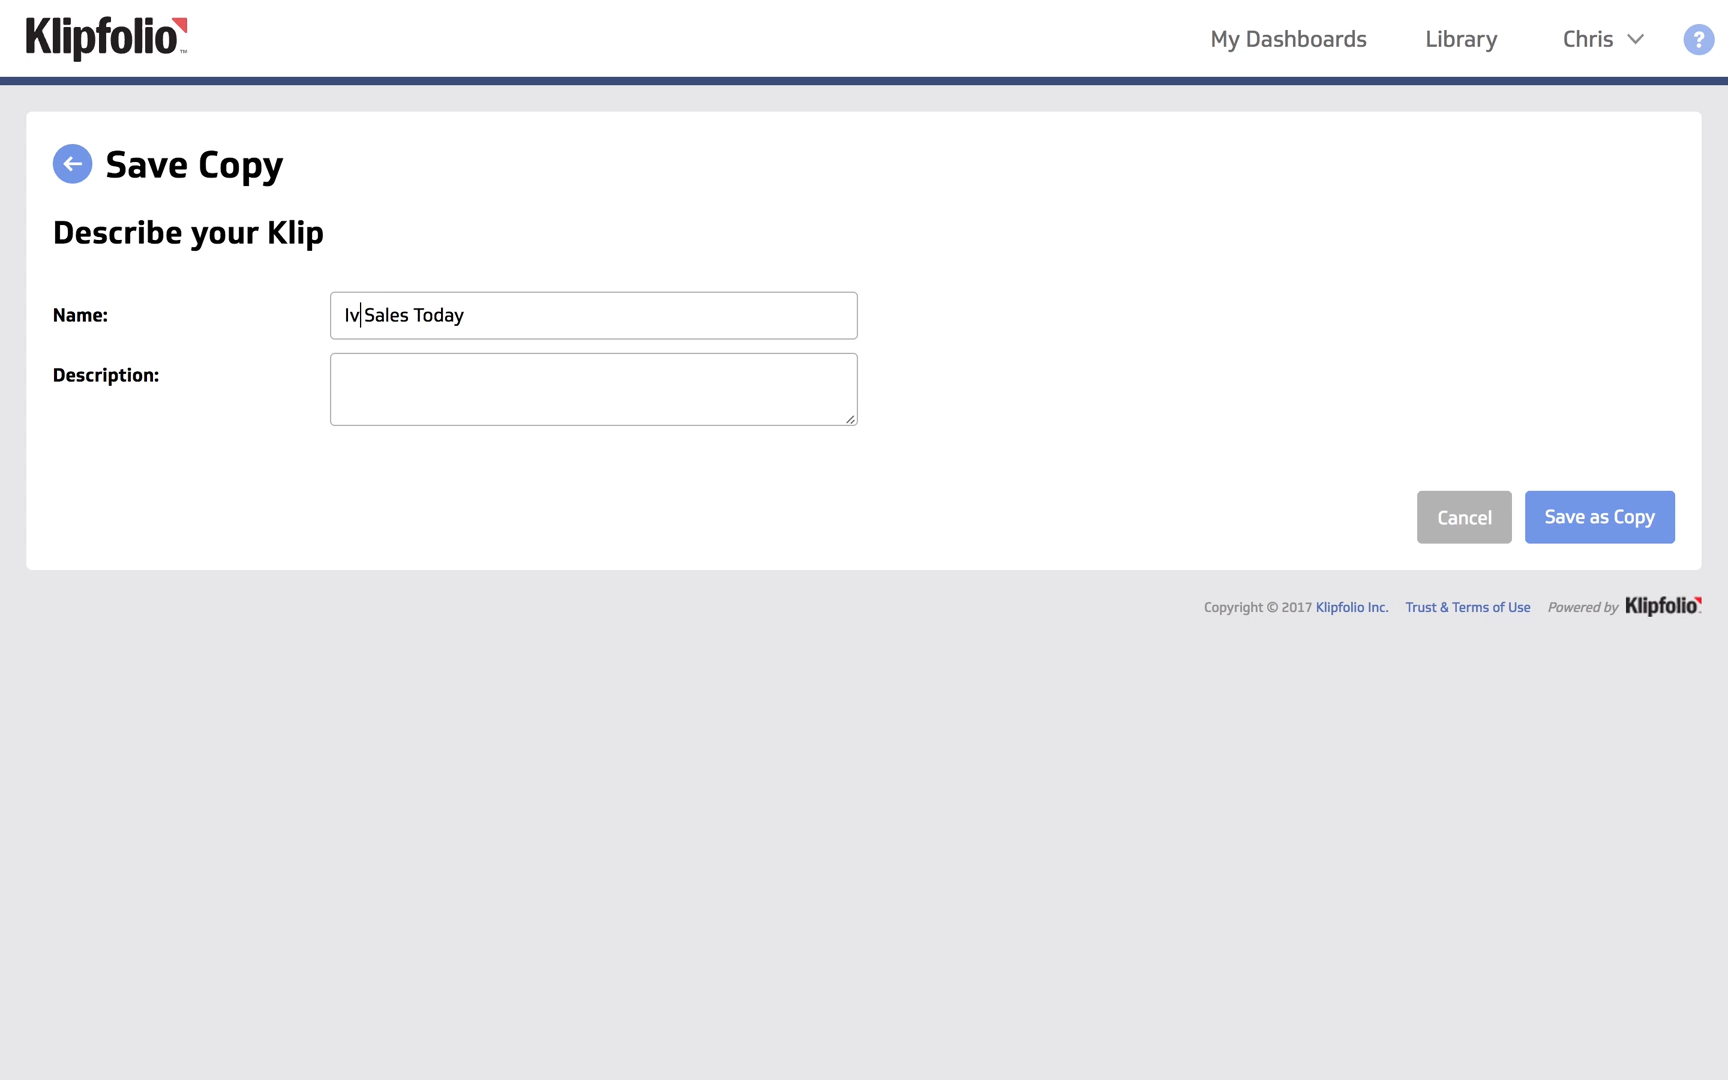 Klipfolio™
My Dashboards Library Chris ?
Save Copy
Describe your Klip
Name: Iv Sales Today
Description:
Cancel Save as Copy
Copyright © 2017 Klipfolio Inc. Trust & Terms of Use Powered by Klipfolio